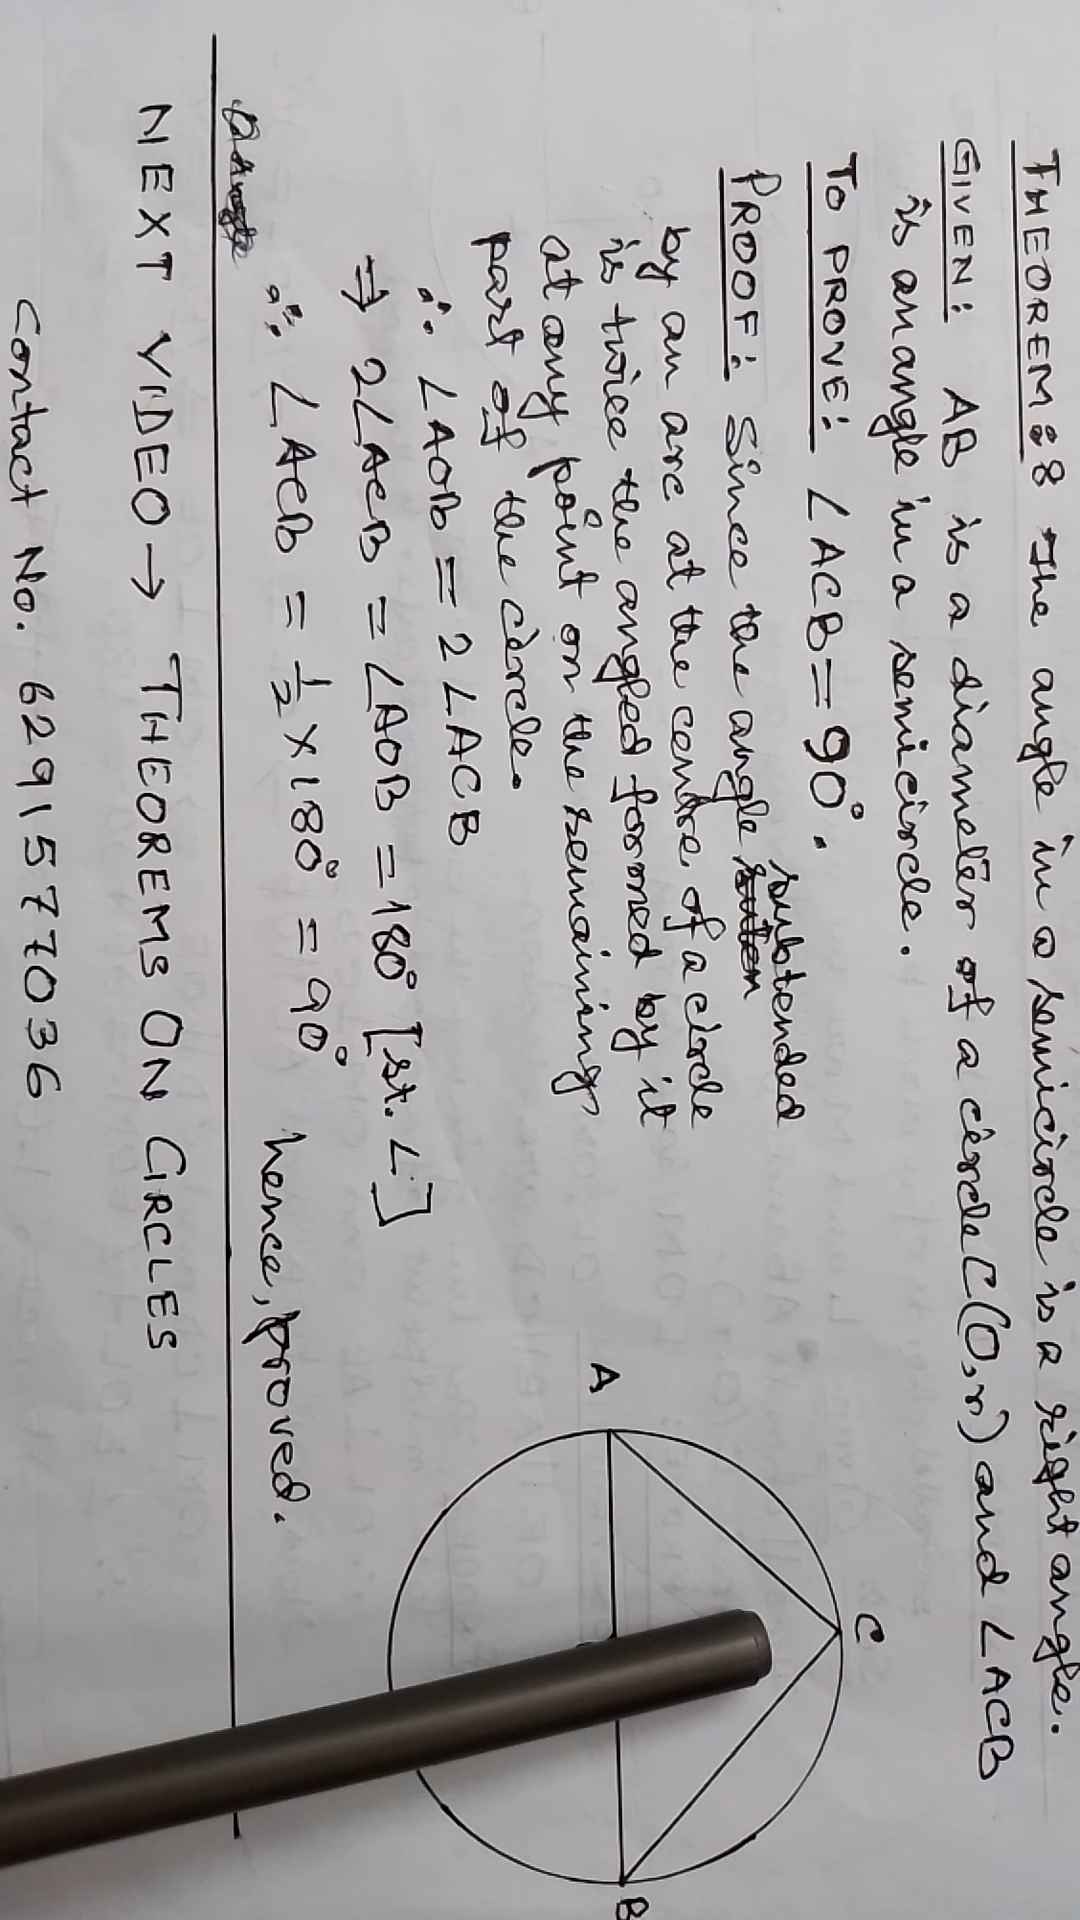 THEOREM: 8 The angle in a semicircle is a right angle.
GIVEN: AB is a diameter of a circle C(O,r) and ∠ACB
is an angle in a semicircle.
TO PROVE: ∠ACB = 90°.
PROOF: Since the angle subtended
by an arc at the centre of a circle
is twice the angled formed by it
at any point on the remaining
part of the circle.
∴ ∠AOB = 2∠ACB
⇒ 2∠ACB = ∠AOB = 180° [st. ∠]
∴ ∠ACB = 1/2 × 180° = 90°
hence, proved.
A
C
B
NEXT VIDEO → THEOREMS ON CIRCLES
Contact No. 6291577036